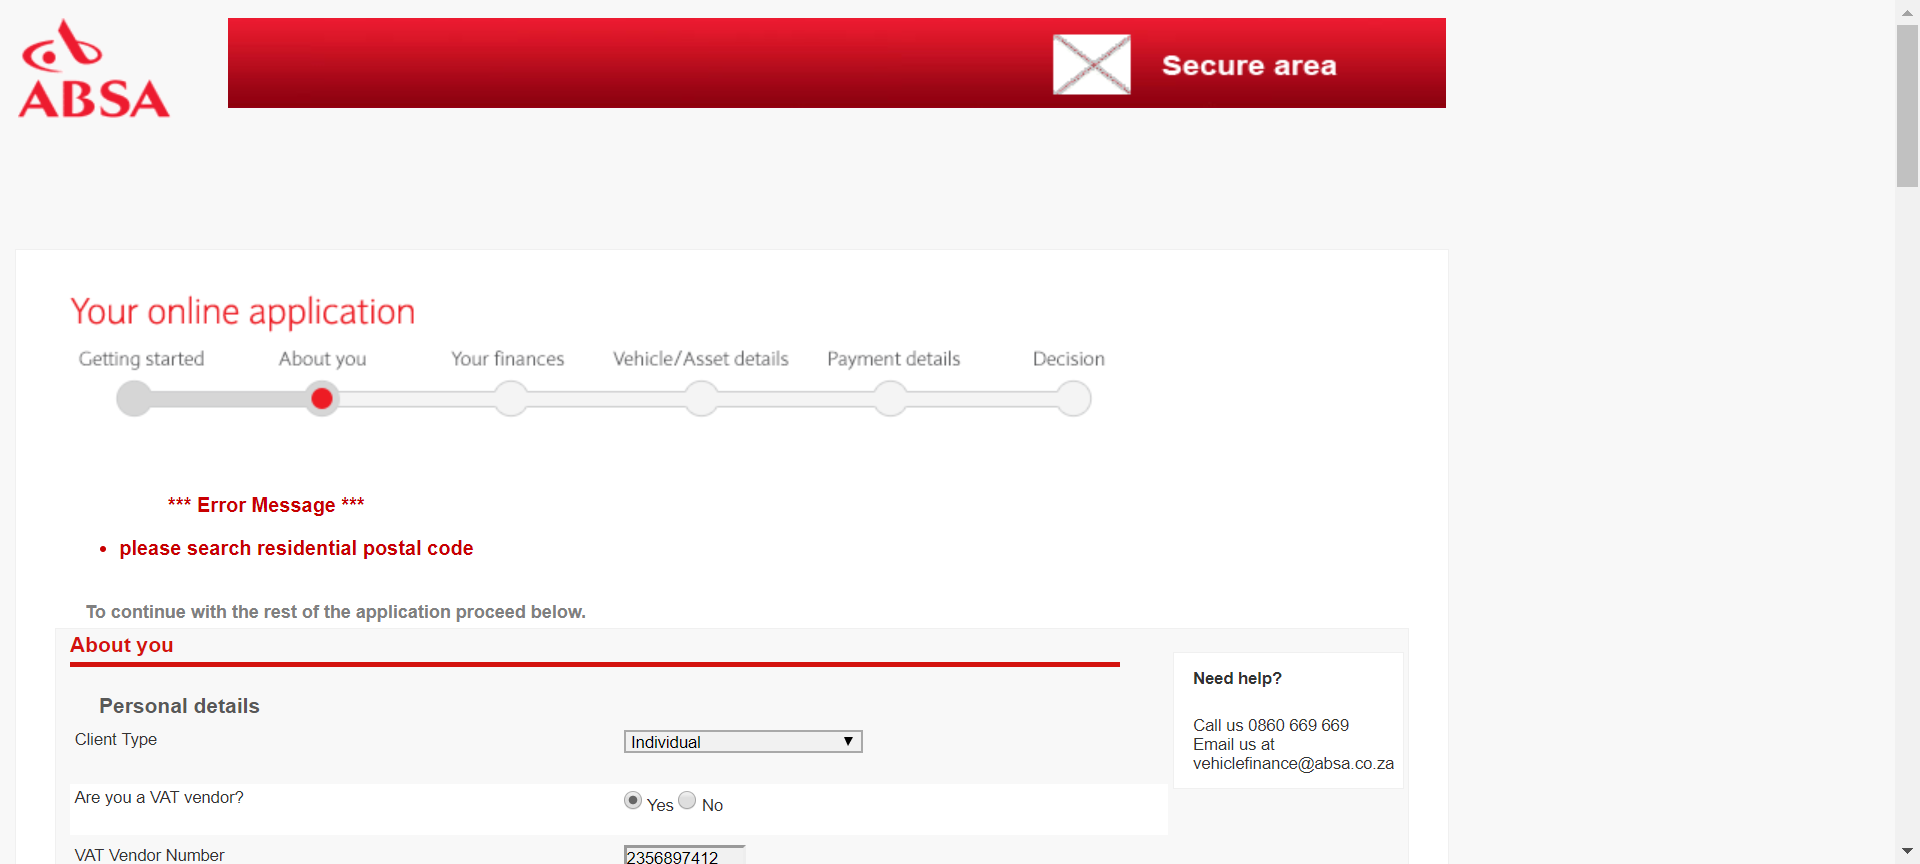 ABSA
Secure area
Your online application
Getting started About you Your finances Vehicle/Asset details Payment details Decision
*** Error Message ***
• please search residential postal code
To continue with the rest of the application proceed below.
About you
Personal details
Client Type Individual
Are you a VAT vendor? Yes No
VAT Vendor Number 2356897412
Need help?
Call us 0860 669 669
Email us at
vehiclefinance@absa.co.za